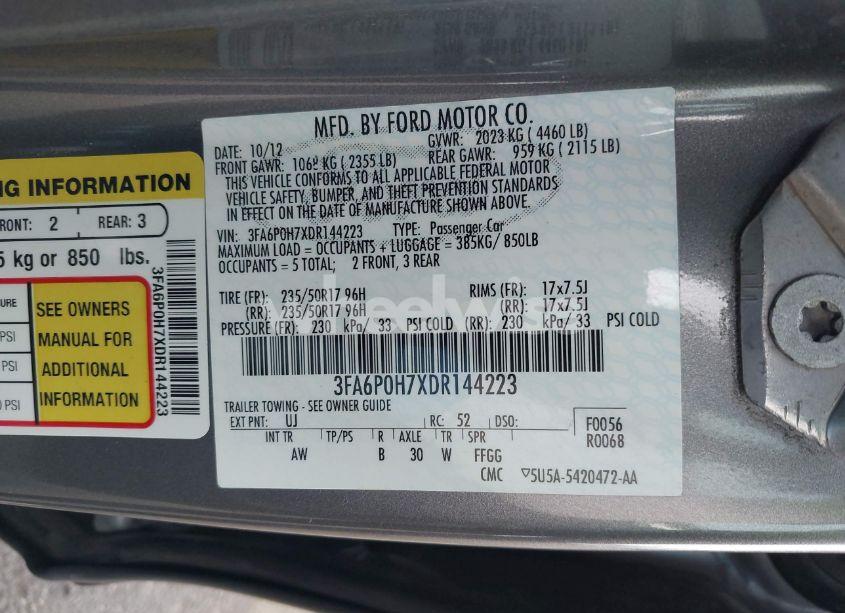 MFD. BY FORD MOTOR CO.
DATE: 10/12 GVWR: 2023 KG ( 4460 LB)
FRONT GAWR: 1068 KG ( 2355 LB) REAR GAWR: 959 KG ( 2115 LB)
THIS VEHICLE CONFORMS TO ALL APPLICABLE FEDERAL MOTOR
VEHICLE SAFETY, BUMPER, AND THEFT PREVENTION STANDARDS
IN EFFECT ON THE DATE OF MANUFACTURE SHOWN ABOVE.
VIN: 3FA6P0H7XDR144223 TYPE: Passenger Car
MAXIMUM LOAD = OCCUPANTS + LUGGAGE = 385KG/ 850LB
OCCUPANTS = 5 TOTAL; 2 FRONT, 3 REAR
TIRE (FR): 235/50R17 96H RIMS (FR): 17x7.5J
(RR): 235/50R17 96H (RR): 17x7.5J
PRESSURE (FR): 230 kPa/ 33 PSI COLD (RR): 230 kPa/ 33 PSI COLD
3FA6P0H7XDR144223
TRAILER TOWING - SEE OWNER GUIDE
EXT PNT: UJ RC: 52 DSO: F0056
R0068
INT TR TP/PS R AXLE TR SPR
AW B 30 W FFGG
CMC ▽5U5A-5420472-AA
NG INFORMATION
FRONT: 2 REAR: 3
5 kg or 850 lbs.
SEE OWNERS
MANUAL FOR
ADDITIONAL
INFORMATION
PSI
PSI
PSI
3FA6P0H7XDR144223